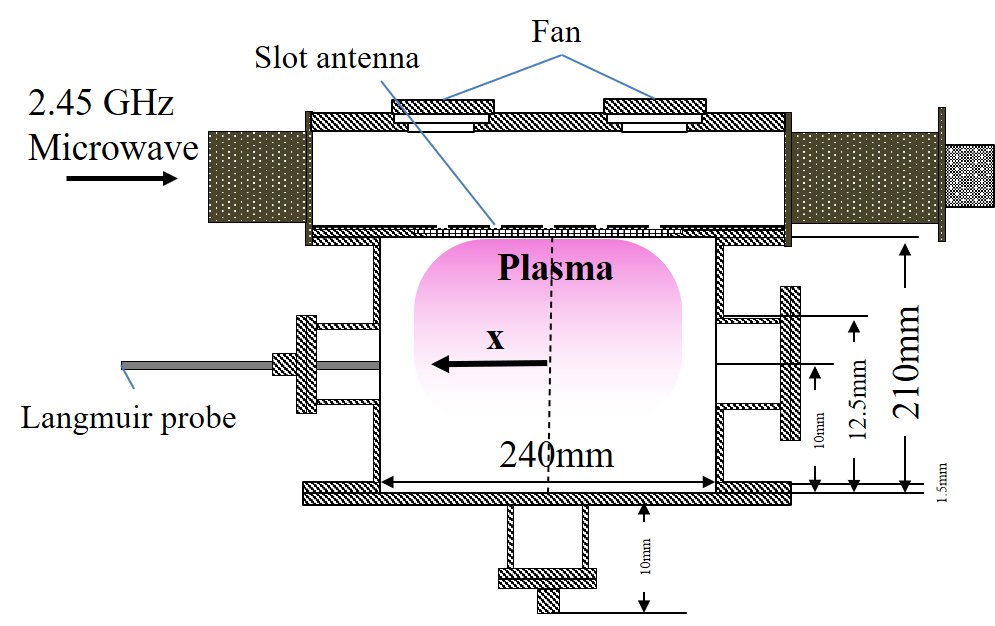 Fan
Slot antenna
2.45 GHz
Microwave
Plasma
x
Langmuir probe
240mm
10mm
12.5mm
210mm
1.5mm
10mm